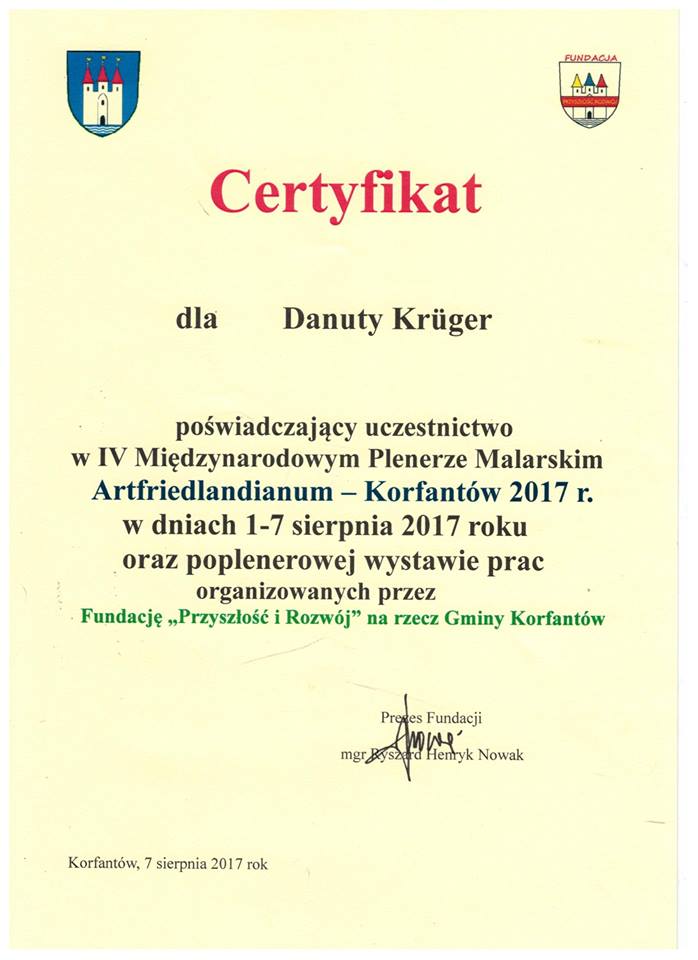 FUNDACJA
PRZYSZŁOŚĆ I ROZWÓJ
Certyfikat
dla Danuty Krüger
poświadczający uczestnictwo
w IV Międzynarodowym Plenerze Malarskim
Artfriedlandianum – Korfantów 2017 r.
w dniach 1-7 sierpnia 2017 roku
oraz poplenerowej wystawie prac
organizowanych przez
Fundację „Przyszłość i Rozwój” na rzecz Gminy Korfantów
Prezes Fundacji
mgr Ryszard Henryk Nowak
Korfantów, 7 sierpnia 2017 rok